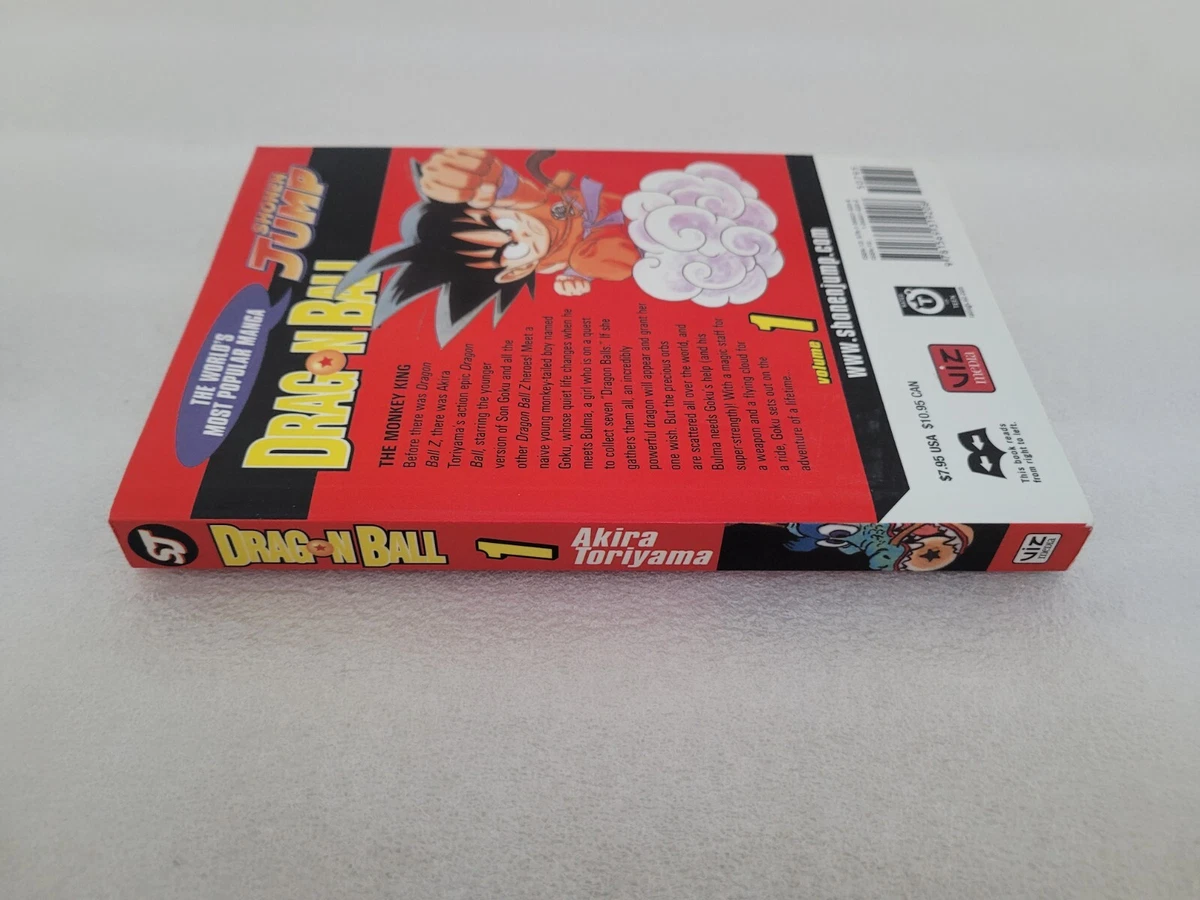 SHONEN
JUMP
THE WORLD'S
MOST POPULAR MANGA
DRAGON BALL
THE MONKEY KING
Before there was Dragon
Ball Z, there was Akira
Toriyama's action epic Dragon
Ball, starring the younger
version of Son Goku and all the
other Dragon Ball Z heroes! Meet a
naive young monkey-tailed boy named
Goku, whose quiet life changes when he
meets Bulma, a girl who is on a quest
to collect seven "Dragon Balls." If she
gathers them all, an incredibly
powerful dragon will appear and grant her
one wish. But the precious orbs
are scattered all over the world, and
Bulma needs Goku's help (and his
super-strength)! With a magic staff for
a weapon and a flying cloud for
a ride, Goku sets out on the
adventure of a lifetime...
volume 1
www.shonenjump.com
$7.95 USA $10.95 CAN
This book reads
from right to left.
VIZ
media
T
TEEN
SJ
DRAGON BALL
1
Akira
Toriyama
VIZ
MEDIA